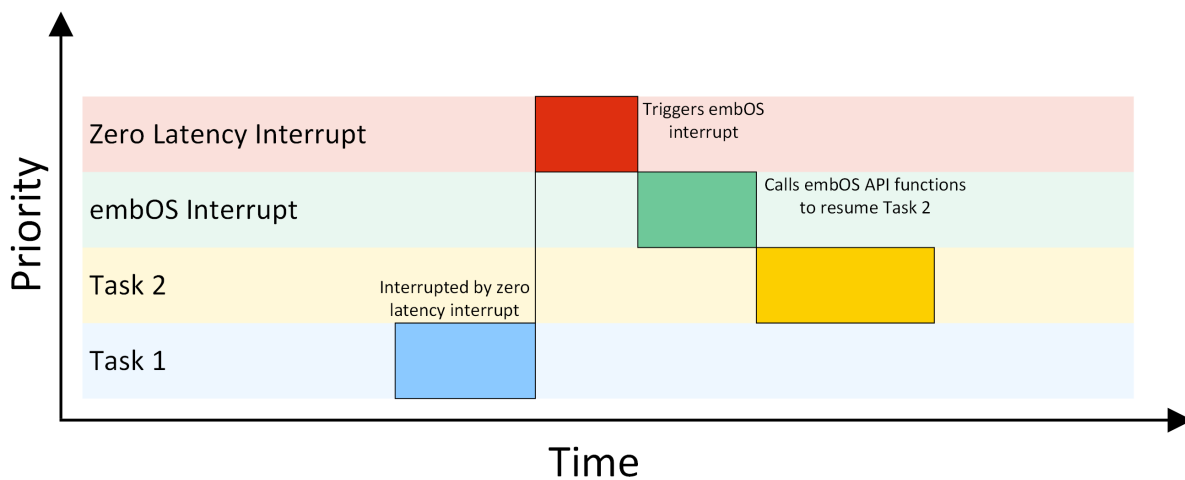 Priority
Zero Latency Interrupt
Triggers embOS
interrupt
embOS Interrupt
Calls embOS API functions
to resume Task 2
Task 2
Interrupted by zero
latency interrupt
Task 1
Time